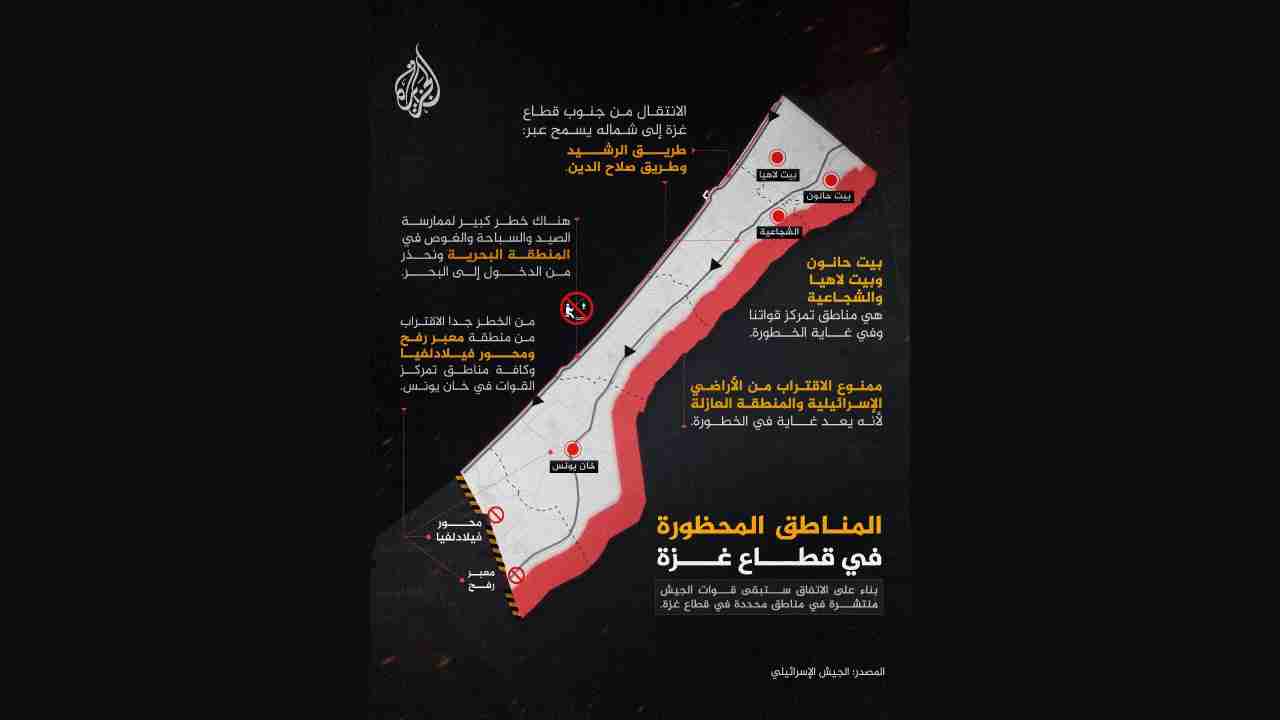 الجزيرة
الانتقال من جنوب قطاع
غزة إلى شماله يسمح عبر:
طريق الرشيد
وطريق صلاح الدين.
بيت لاهيا
بيت حانون
الشجاعية
هناك خطر كبير لممارسة
الصيد والسباحة والغوص في
المنطقة البحرية ونحذر
من الدخول إلى البحر.
بيت حانون
وبيت لاهيا
والشجاعية
هي مناطق تمركز قواتنا
وفي غاية الخطورة.
من الخطر جدا الاقتراب
من منطقة معبر رفح
ومحور فيلادلفيا
وكافة مناطق تمركز
القوات في خان يونس.
ممنوع الاقتراب من الأراضي
الإسرائيلية والمنطقة العازلة
لأنه يعد غاية في الخطورة.
خان يونس
محور
فيلادلفيا
معبر
رفح
المناطق المحظورة
في قطاع غزة
بناء على الاتفاق ستبقى قوات الجيش
منتشرة في مناطق محددة في قطاع غزة.
المصدر: الجيش الإسرائيلي